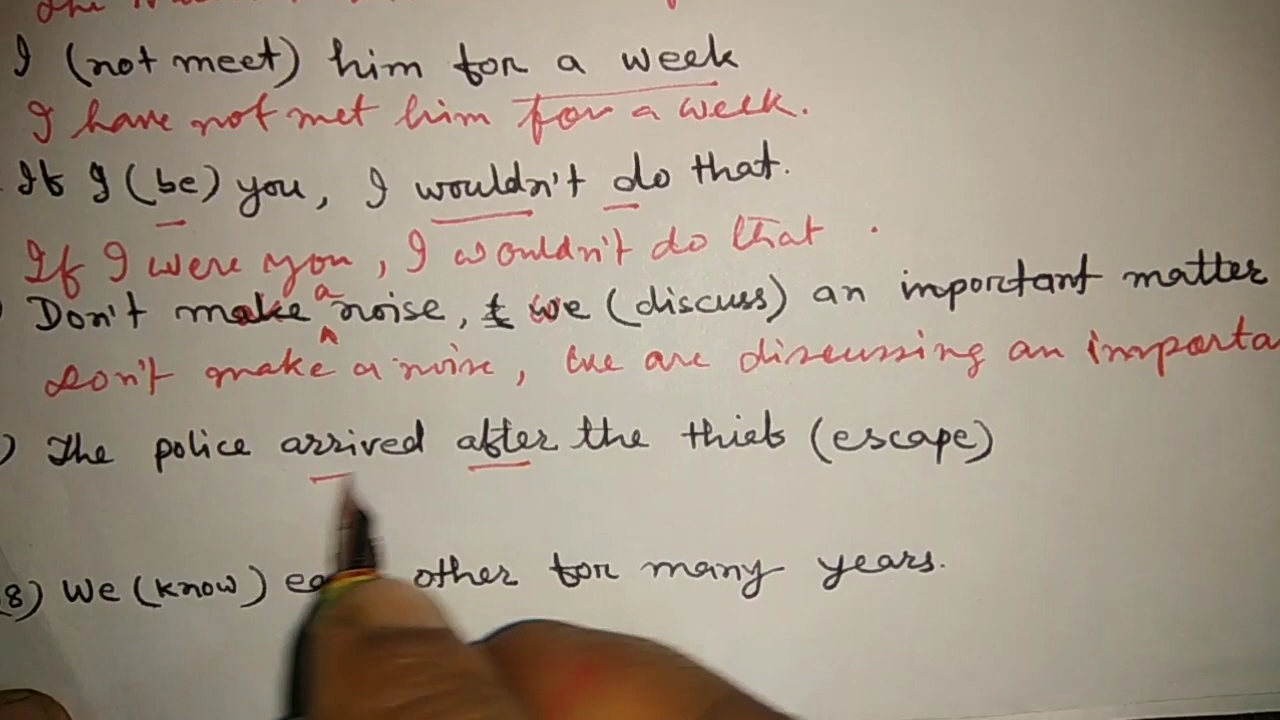 The
I (not meet) him for a week
I have not met him for a week.
If I (be) you, I wouldn't do that.
If I were you, I wouldn't do that .
Don't make a noise, we (discuss) an important matter
Don't make a noise, we are discussing an importa
) The police arrived after the thief (escape)
8) We (know) ea other for many years.